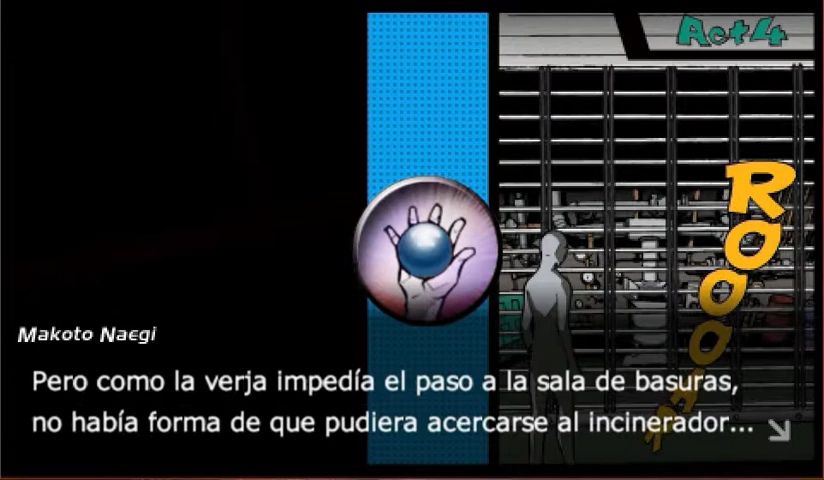 Act4
ROOOAR
Makoto Naegi
Pero como la verja impedía el paso a la sala de basuras,
no había forma de que pudiera acercarse al incinerador...